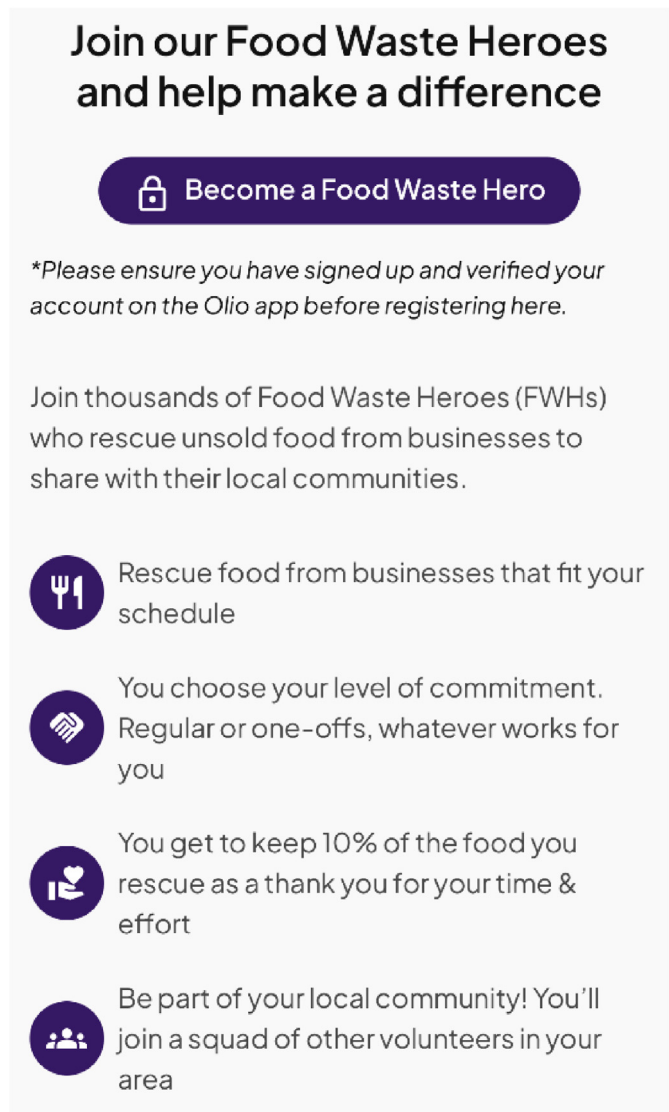 Join our Food Waste Heroes
and help make a difference
Become a Food Waste Hero
*Please ensure you have signed up and verified your
account on the Olio app before registering here.
Join thousands of Food Waste Heroes (FWHs)
who rescue unsold food from businesses to
share with their local communities.
Rescue food from businesses that fit your
schedule
You choose your level of commitment.
Regular or one-offs, whatever works for
you
You get to keep 10% of the food you
rescue as a thank you for your time &
effort
Be part of your local community! You’ll
join a squad of other volunteers in your
area